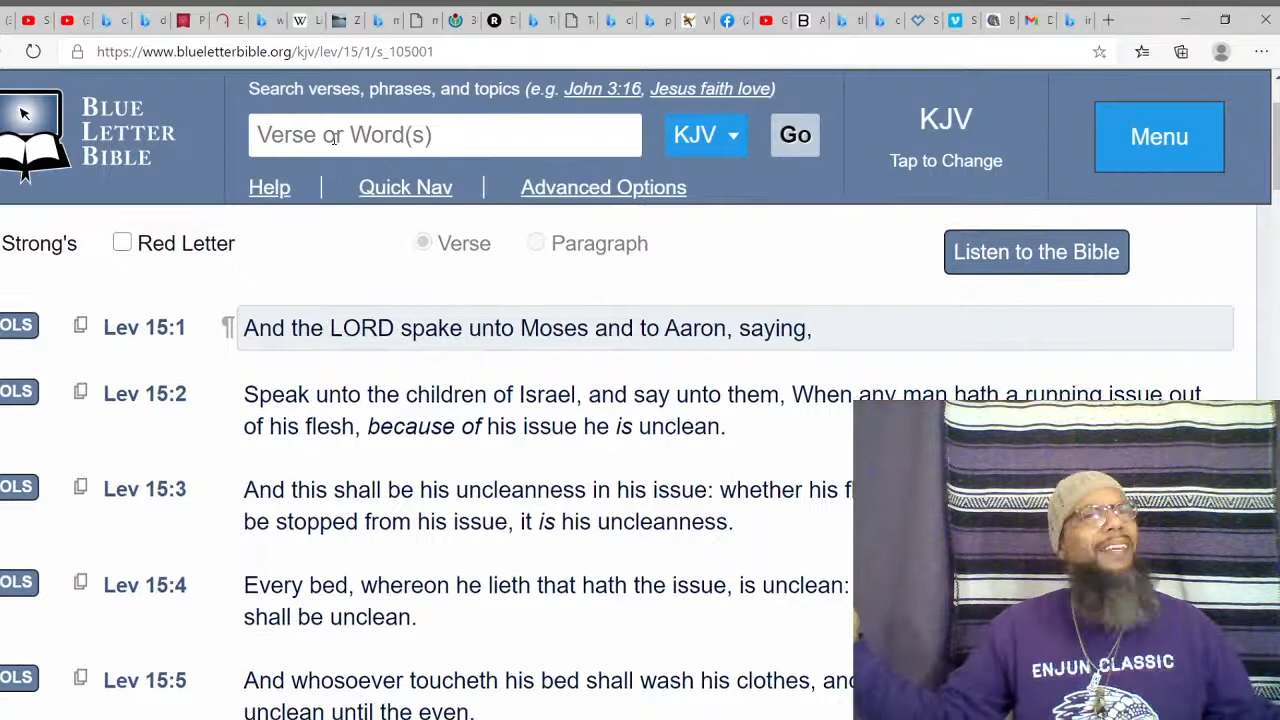 https://www.blueletterbible.org/kjv/lev/15/1/s_105001
BLUE
LETTER
BIBLE
Search verses, phrases, and topics (e.g. John 3:16, Jesus faith love)
Verse or Word(s)
KJV
Go
Help
Quick Nav
Advanced Options
KJV
Tap to Change
Menu
Strong's
Red Letter
Verse
Paragraph
Listen to the Bible
OLS
Lev 15:1
¶ And the LORD spake unto Moses and to Aaron, saying,
OLS
Lev 15:2
Speak unto the children of Israel, and say unto them, When any man hath a running issue out
of his flesh, because of his issue he is unclean.
OLS
Lev 15:3
And this shall be his uncleanness in his issue: whether his
be stopped from his issue, it is his uncleanness.
OLS
Lev 15:4
Every bed, whereon he lieth that hath the issue, is unclean:
shall be unclean.
OLS
Lev 15:5
And whosoever toucheth his bed shall wash his clothes,
unclean until the even.
ENJUN CLASSIC